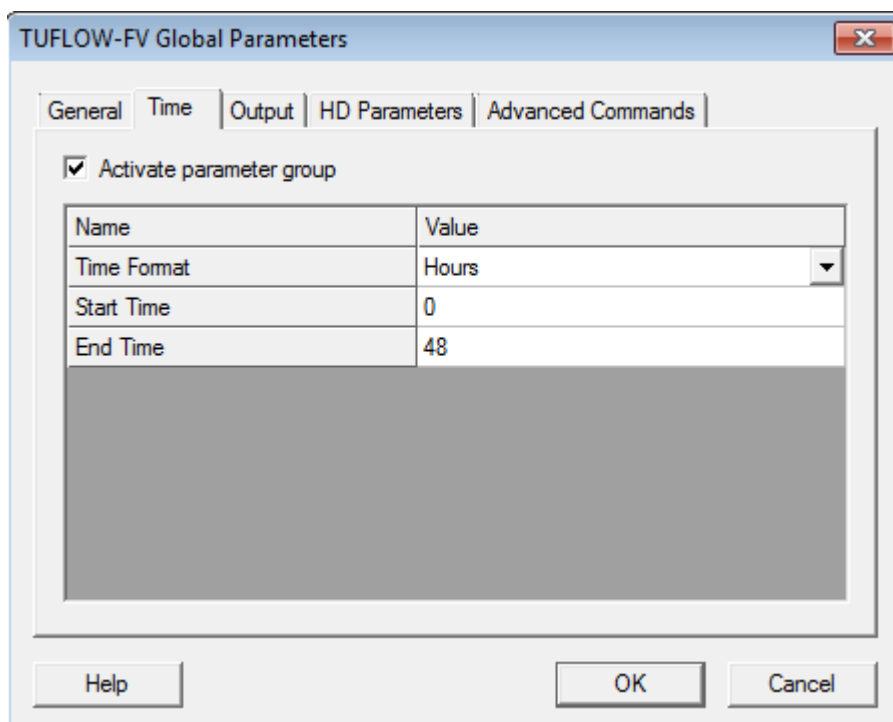 TUFLOW-FV Global Parameters
General Time Output HD Parameters Advanced Commands
Activate parameter group
Name Value
Time Format Hours
Start Time 0
End Time 48
Help OK Cancel